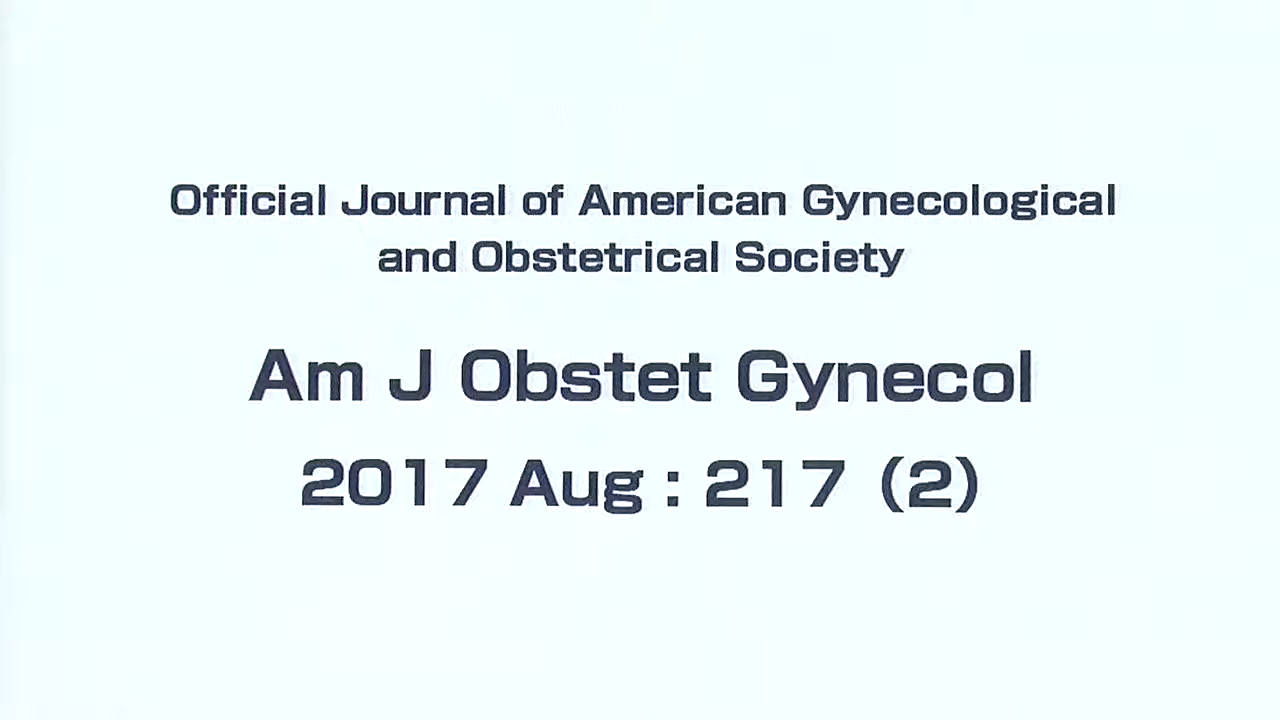 Official Journal of American Gynecological
and Obstetrical Society
Am J Obstet Gynecol
2017 Aug : 217 (2)